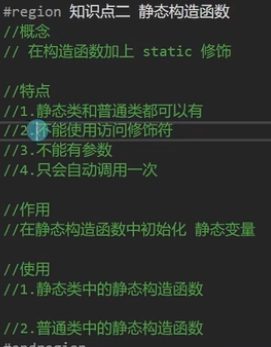 #region 知识点二 静态构造函数
//概念
// 在构造函数加上 static 修饰
//特点
//1.静态类和普通类都可以有
//2.不能使用访问修饰符
//3.不能有参数
//4.只会自动调用一次
//作用
//在静态构造函数中初始化 静态变量
//使用
//1.静态类中的静态构造函数
//2.普通类中的静态构造函数
#endregion